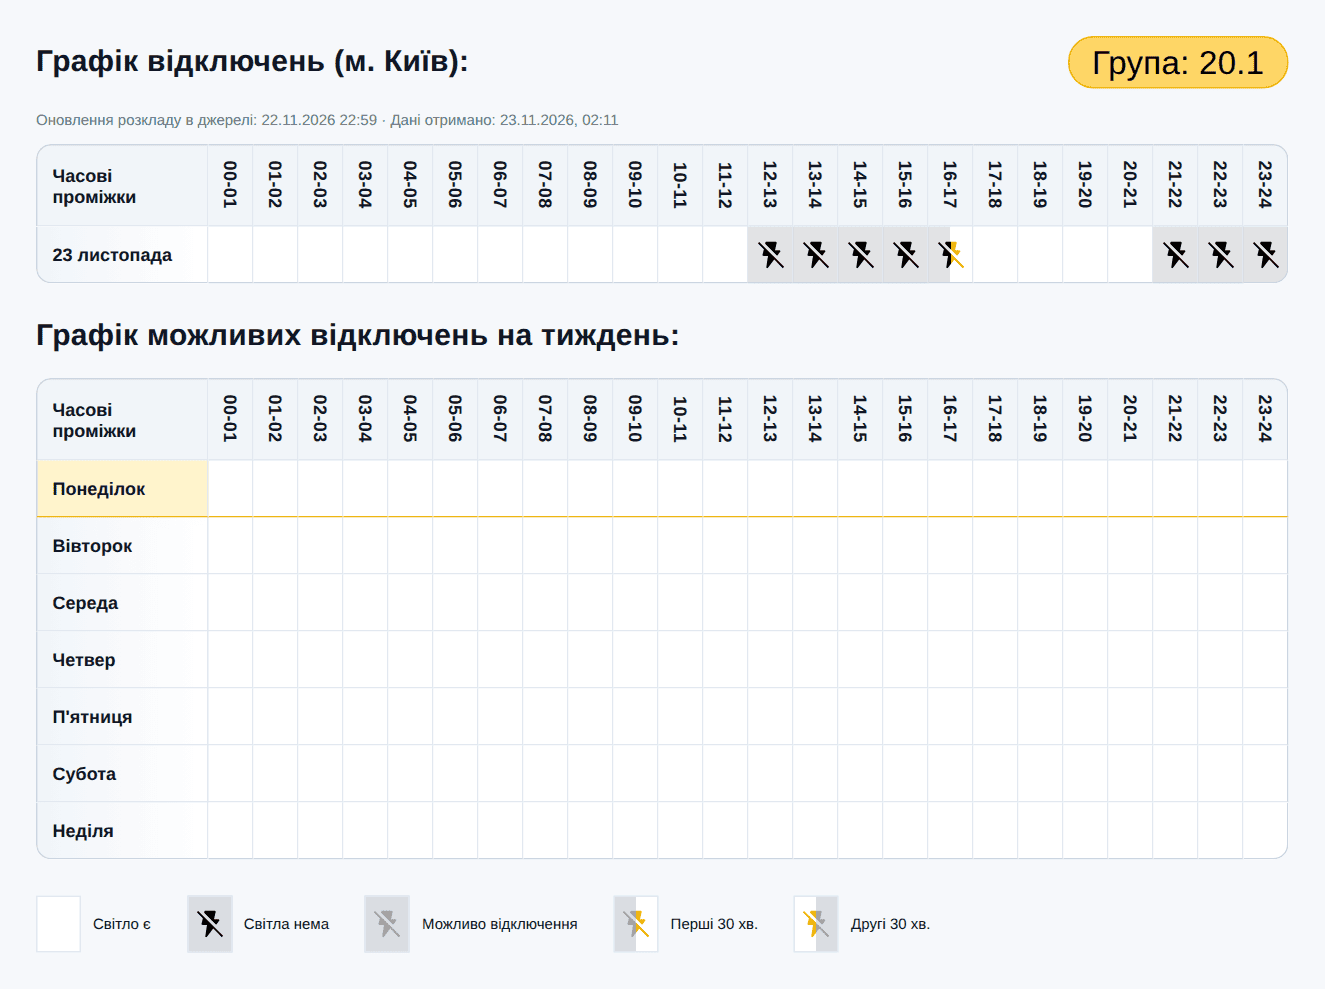 Графік відключень (м. Київ):
Група: 20.1
Оновлення розкладу в джерелі: 22.11.2026 22:59 · Дані отримано: 23.11.2026, 02:11
Часові проміжки 00-01 01-02 02-03 03-04 04-05 05-06 06-07 07-08 08-09 09-10 10-11 11-12 12-13 13-14 14-15 15-16 16-17 17-18 18-19 19-20 20-21 21-22 22-23 23-24
23 листопада
Графік можливих відключень на тиждень:
Часові проміжки 00-01 01-02 02-03 03-04 04-05 05-06 06-07 07-08 08-09 09-10 10-11 11-12 12-13 13-14 14-15 15-16 16-17 17-18 18-19 19-20 20-21 21-22 22-23 23-24
Понеділок
Вівторок
Середа
Четвер
П'ятниця
Субота
Неділя
Світло є Світла нема Можливо відключення Перші 30 хв. Другі 30 хв.